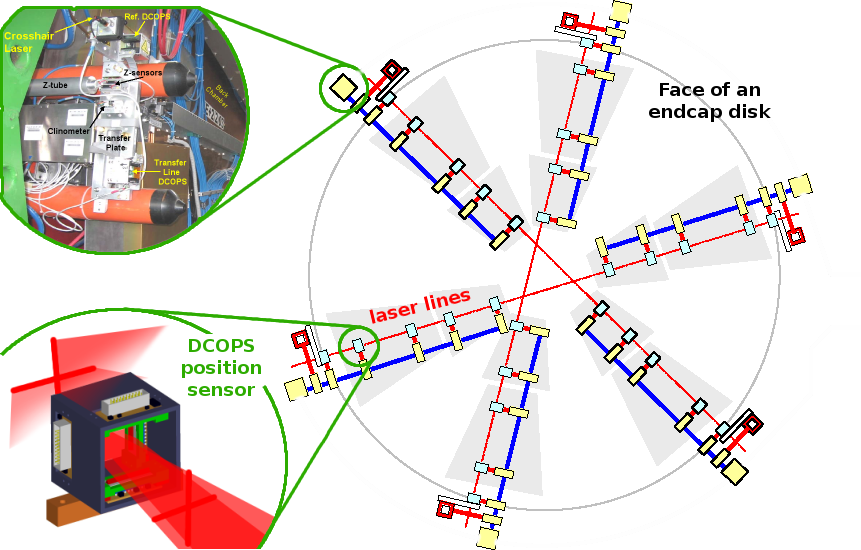 Ref. DCOPS
Crosshair
Laser
Z-sensors
Z-tube
Back
Chamber
Clinometer
Transfer
Plate
Transfer
Line
DCOPS
Face of an
endcap disk
laser lines
DCOPS
position
sensor